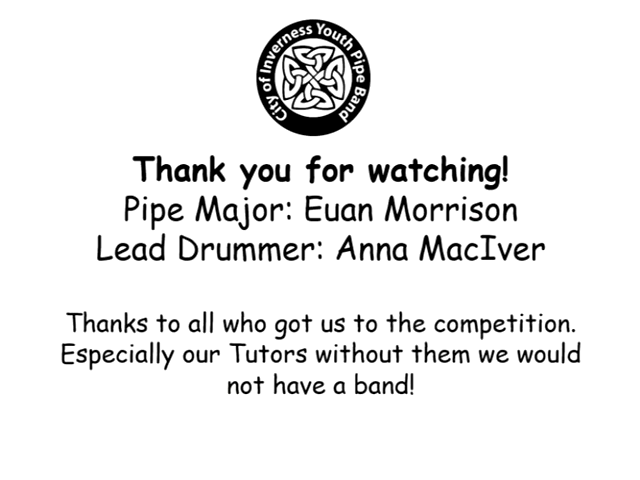 City of Inverness Youth Pipe Band
Thank you for watching!
Pipe Major: Euan Morrison
Lead Drummer: Anna MacIver
Thanks to all who got us to the competition.
Especially our Tutors without them we would
not have a band!